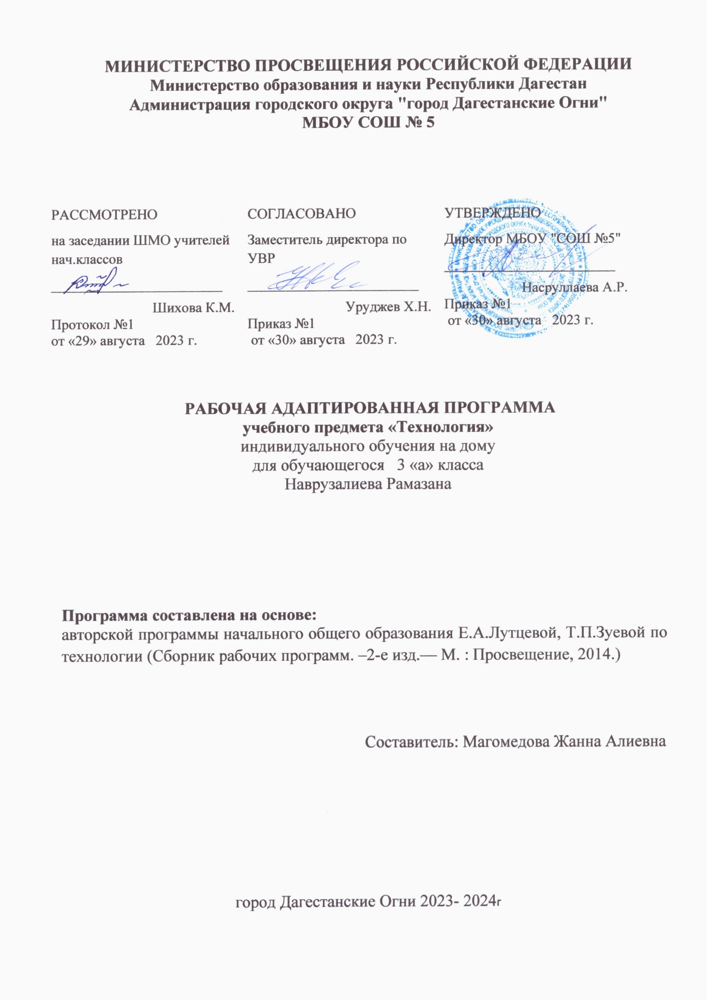 МИНИСТЕРСТВО ПРОСВЕЩЕНИЯ РОССИЙСКОЙ ФЕДЕРАЦИИ
Министерство образования и науки Республики Дагестан
Администрация городского округа "город Дагестанские Огни"
МБОУ СОШ № 5
РАССМОТРЕНО
на заседании ШМО учителей
нач.классов
Шихова К.М.
Протокол №1
от «29» августа 2023 г.
СОГЛАСОВАНО
Заместитель директора по
УВР
Уруджев Х.Н.
Приказ №1
от «30» августа 2023 г.
УТВЕРЖДЕНО
Директор МБОУ "СОШ №5"
Насруллаева А.Р.
Приказ №1
от «30» августа 2023 г.
РАБОЧАЯ АДАПТИРОВАННАЯ ПРОГРАММА
учебного предмета «Технология»
индивидуального обучения на дому
для обучающегося 3 «а» класса
Наврузалиева Рамазана
Программа составлена на основе:
авторской программы начального общего образования Е.А.Лутцевой, Т.П.Зуевой по
технологии (Сборник рабочих программ. –2-е изд.— М. : Просвещение, 2014.)
Составитель: Магомедова Жанна Алиевна
город Дагестанские Огни 2023- 2024г